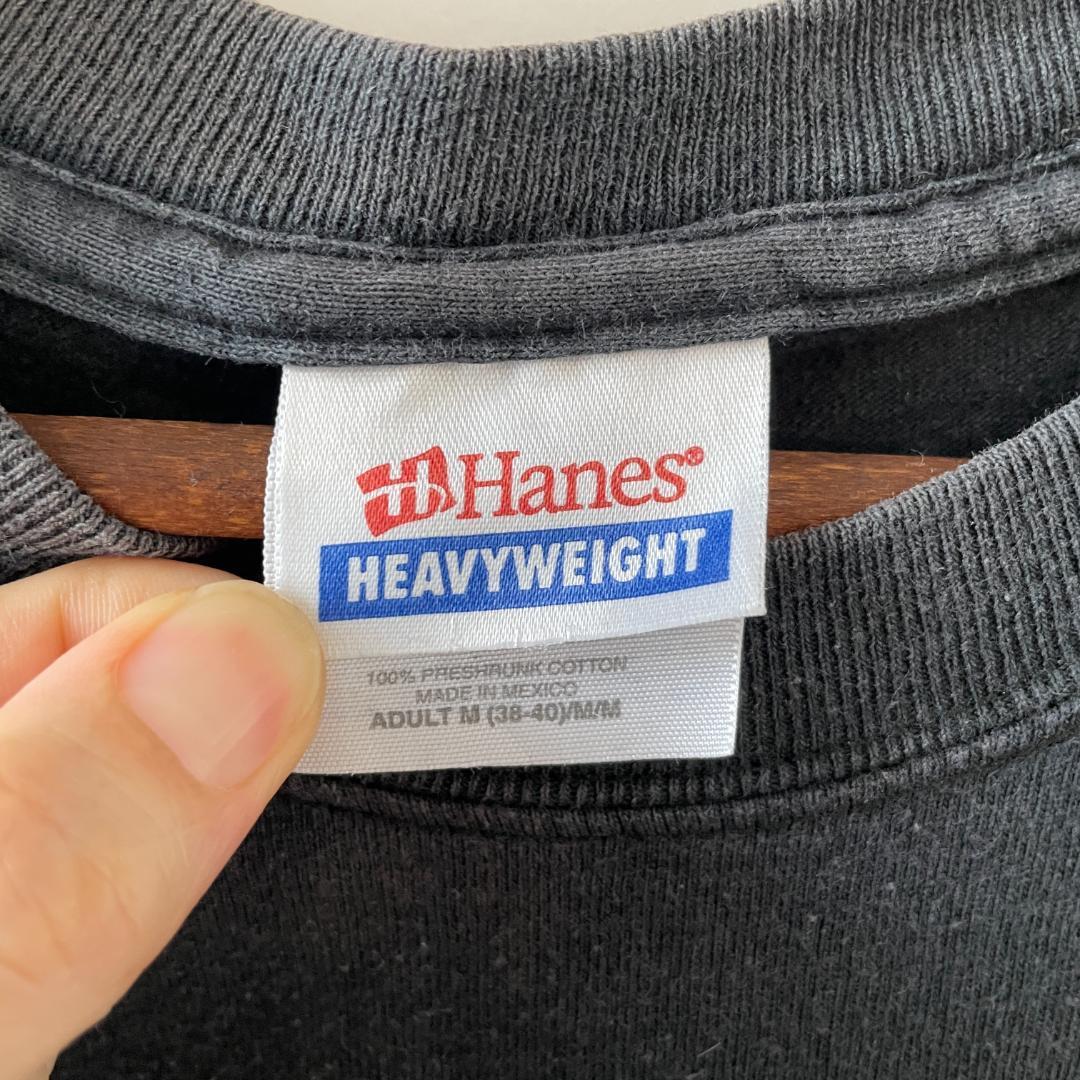 Hanes®
HEAVYWEIGHT
100% PRESHRUNK COTTON
MADE IN MEXICO
ADULT M (38-40)/M/M